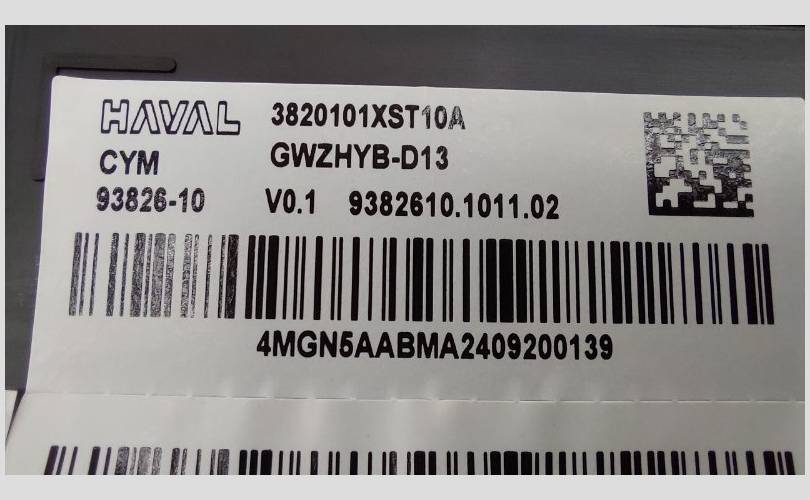 HAVAL 3820101XST10A
CYM GWZHYB-D13
93826-10 V0.1 9382610.1011.02
4MGN5AABMA2409200139